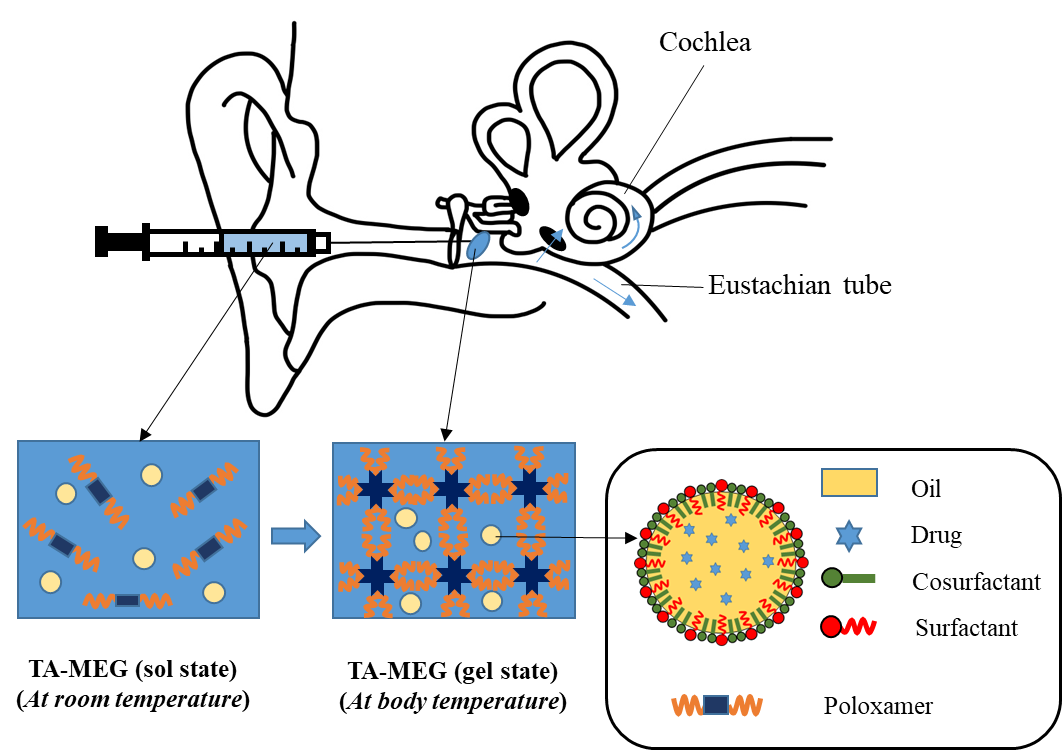 Cochlea
Eustachian tube
TA-MEG (sol state)
(At room temperature)
TA-MEG (gel state)
(At body temperature)
Oil
Drug
Cosurfactant
Surfactant
Poloxamer